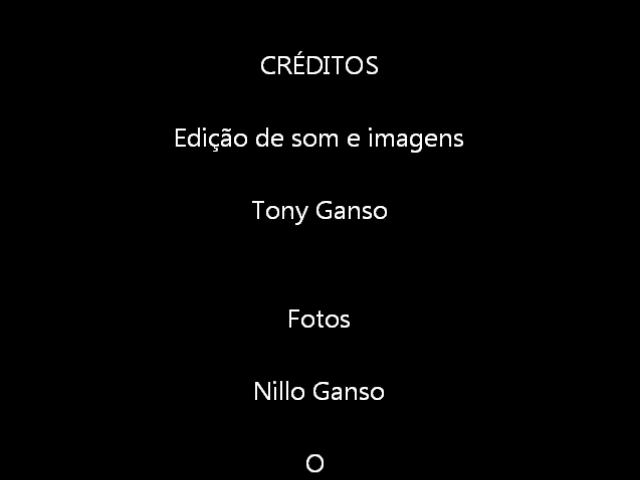 CRÉDITOS
Edição de som e imagens
Tony Ganso
Fotos
Nillo Ganso
O